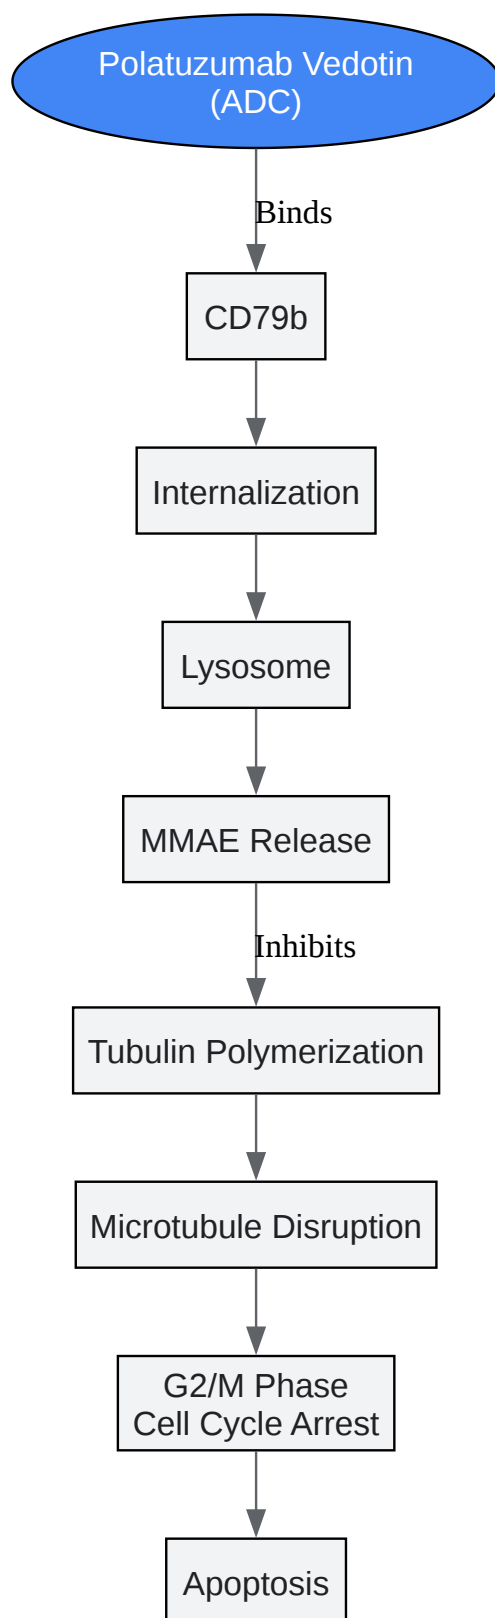 Polatuzumab Vedotin
(ADC)
Binds
CD79b
Internalization
Lysosome
MMAE Release
Inhibits
Tubulin Polymerization
Microtubule Disruption
G2/M Phase
Cell Cycle Arrest
Apoptosis